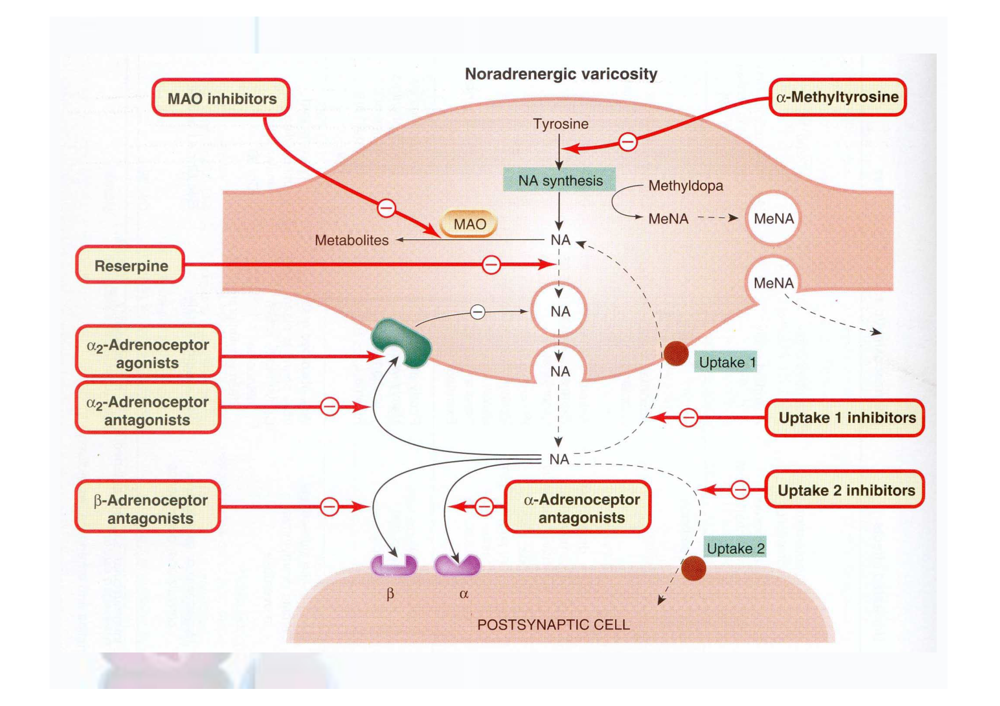 Noradrenergic varicosity
MAO inhibitors
α-Methyltyrosine
Tyrosine
NA synthesis
Methyldopa
MeNA
MeNA
MAO
Metabolites
NA
Reserpine
MeNA
NA
α2-Adrenoceptor
agonists
Uptake 1
NA
α2-Adrenoceptor
antagonists
Uptake 1 inhibitors
NA
Uptake 2 inhibitors
β-Adrenoceptor
antagonists
α-Adrenoceptor
antagonists
Uptake 2
β
α
POSTSYNAPTIC CELL